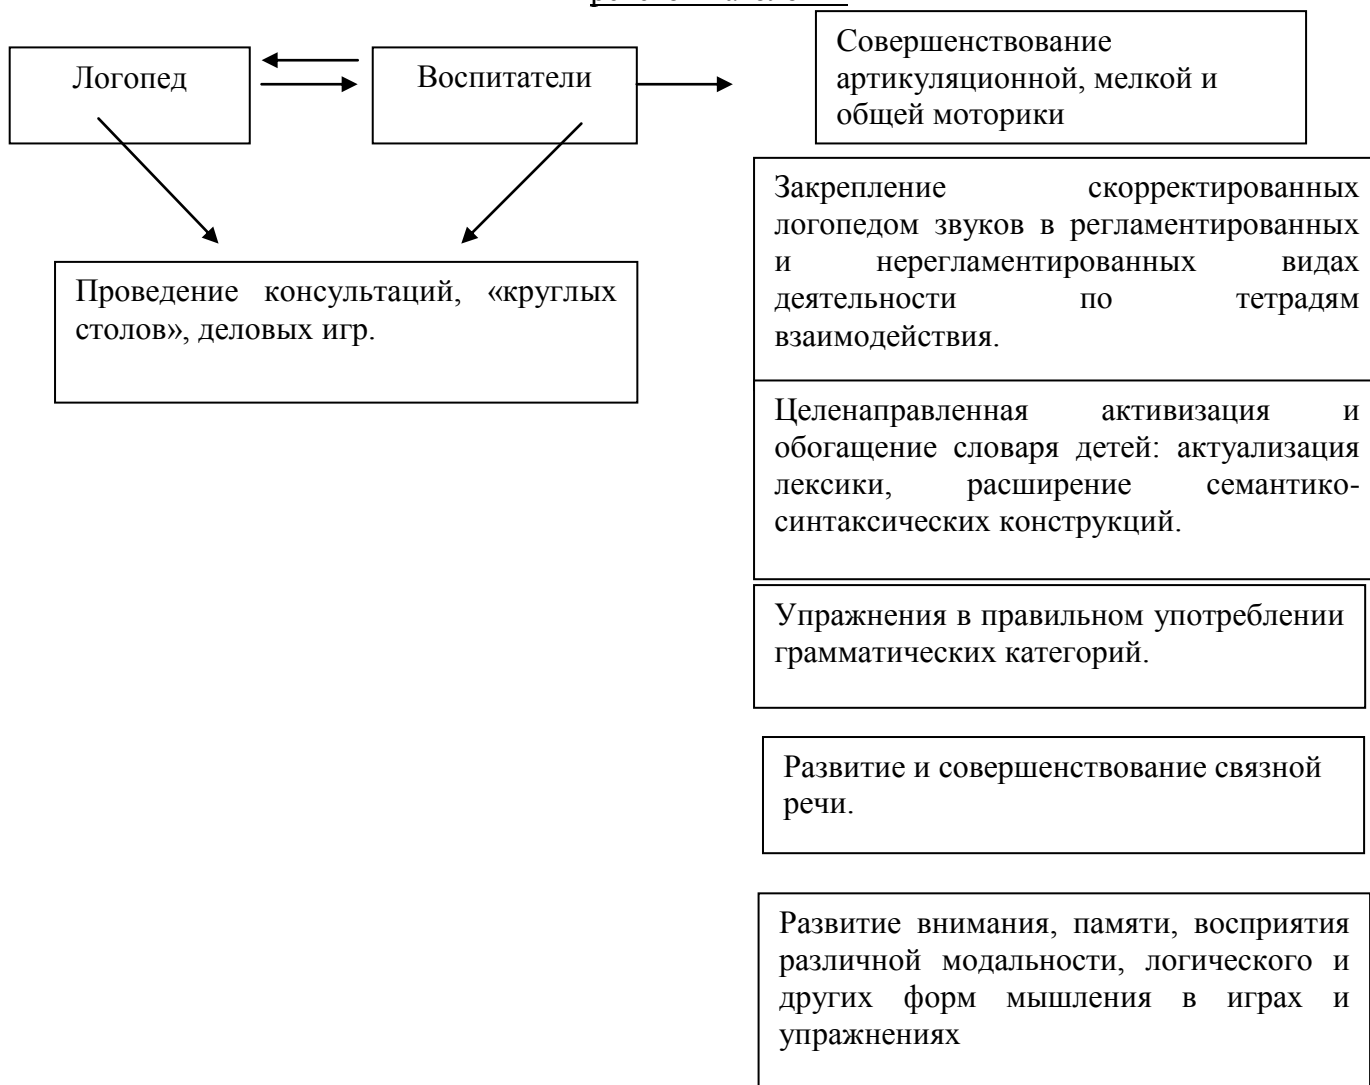 Логопед
Воспитатели
Совершенствование
артикуляционной, мелкой и
общей моторики
Закрепление скорректированных
логопедом звуков в регламентированных
и нерегламентированных видах
деятельности по тетрадям
взаимодействия.
Проведение консультаций, «круглых
столов», деловых игр.
Целенаправленная активизация и
обогащение словаря детей: актуализация
лексики, расширение семантико-
синтаксических конструкций.
Упражнения в правильном употреблении
грамматических категорий.
Развитие и совершенствование связной
речи.
Развитие внимания, памяти, восприятия
различной модальности, логического и
других форм мышления в играх и
упражнениях